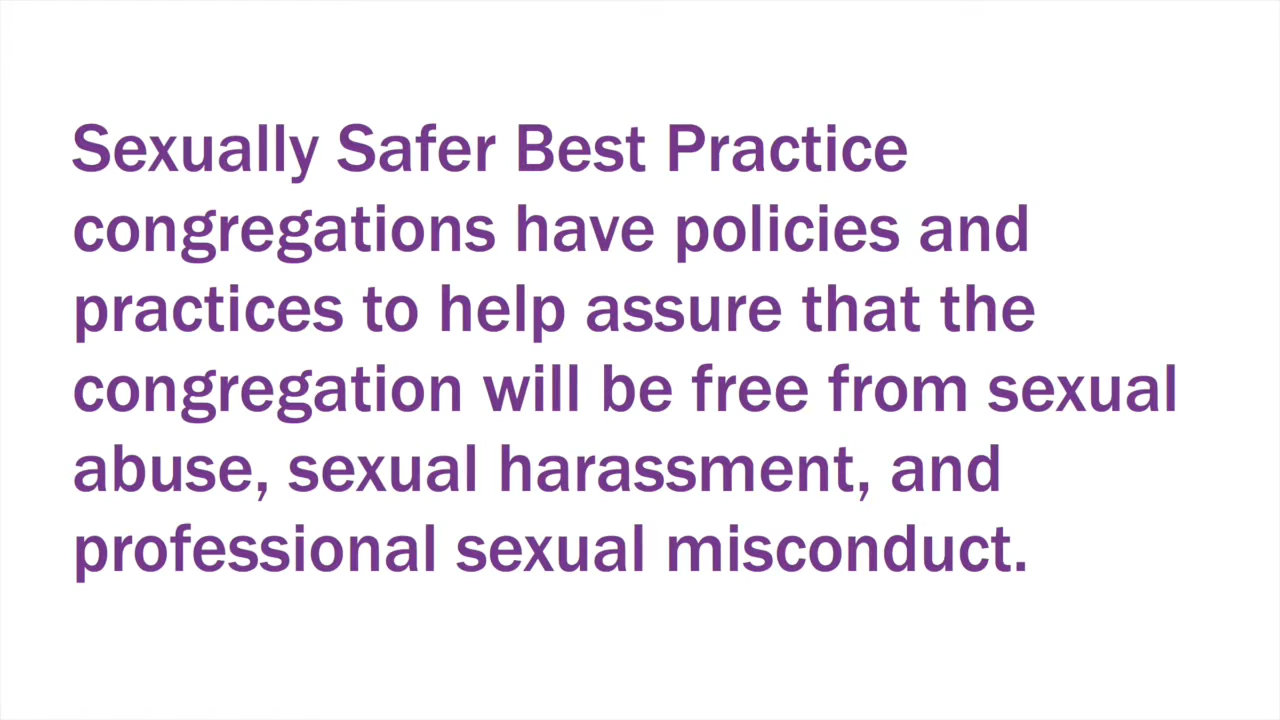 Sexually Safer Best Practice
congregations have policies and
practices to help assure that the
congregation will be free from sexual
abuse, sexual harassment, and
professional sexual misconduct.